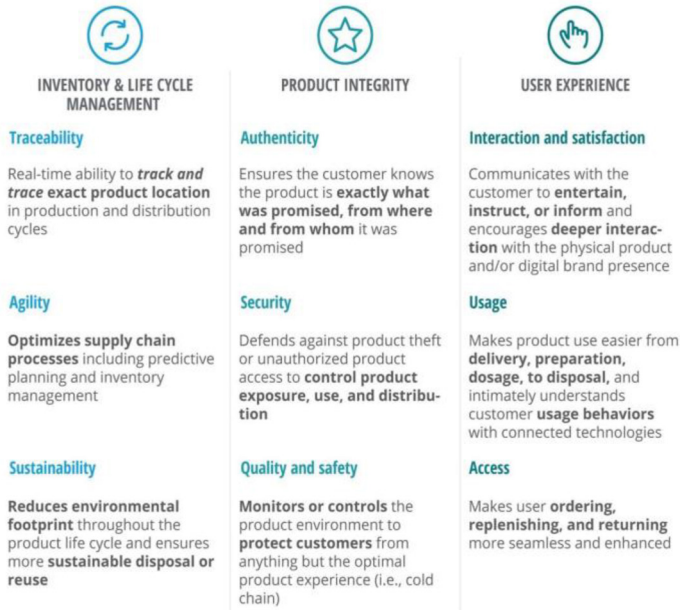 INVENTORY & LIFE CYCLE
MANAGEMENT
Traceability
Real-time ability to track and
trace exact product location
in production and distribution
cycles
Agility
Optimizes supply chain
processes including predictive
planning and inventory
management
Sustainability
Reduces environmental
footprint throughout the
product life cycle and ensures
more sustainable disposal or
reuse
PRODUCT INTEGRITY
Authenticity
Ensures the customer knows
the product is exactly what
was promised, from where
and from whom it was
promised
Security
Defends against product theft
or unauthorized product
access to control product
exposure, use, and distribu-
tion
Quality and safety
Monitors or controls the
product environment to
protect customers from
anything but the optimal
product experience (i.e., cold
chain)
USER EXPERIENCE
Interaction and satisfaction
Communicates with the
customer to entertain,
instruct, or inform and
encourages deeper interac-
tion with the physical product
and/or digital brand presence
Usage
Makes product use easier from
delivery, preparation,
dosage, to disposal, and
intimately understands
customer usage behaviors
with connected technologies
Access
Makes user ordering,
replenishing, and returning
more seamless and enhanced